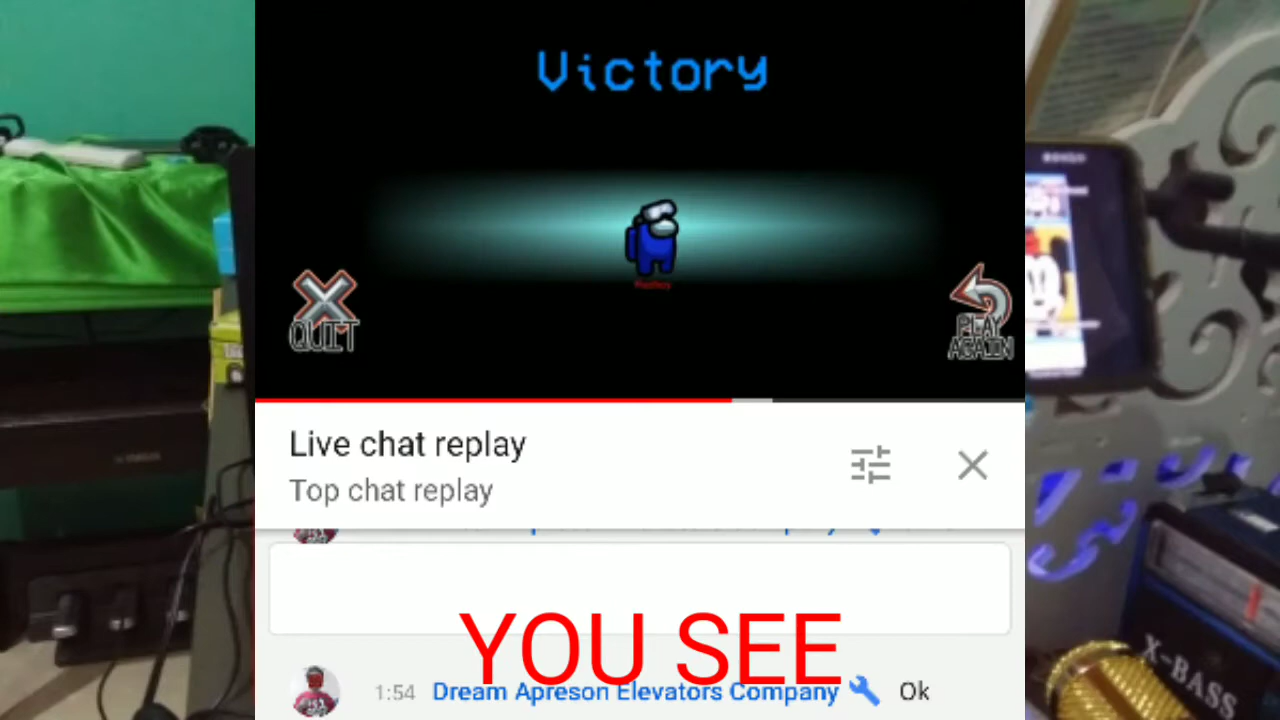 Victory
QUIT
PLAY
AGAIN
Live chat replay
Top chat replay
YOU SEE
1:54 Dream Apreson Elevators Company Ok
X-BASS